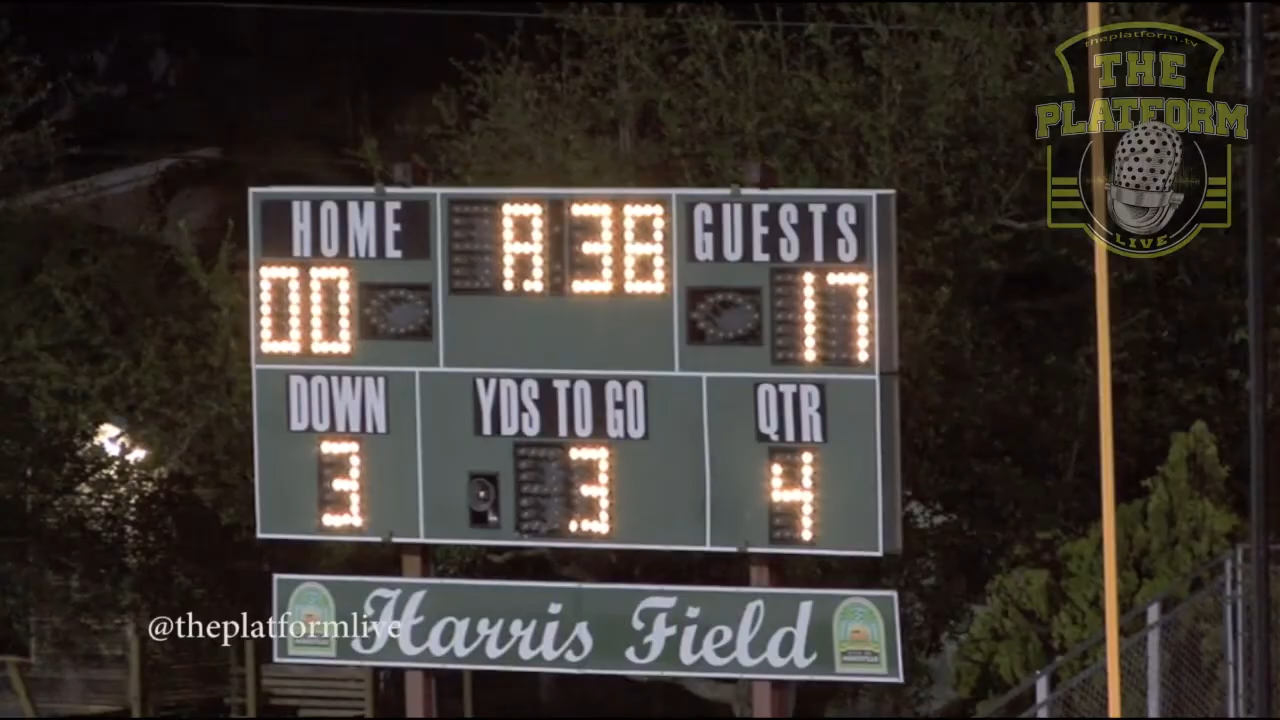 theplatform.tv
THE
PLATFORM
LIVE
HOME 8 38 GUESTS
00 17
DOWN YDS TO GO QTR
3 3 4
Harris Field
@theplatformlive